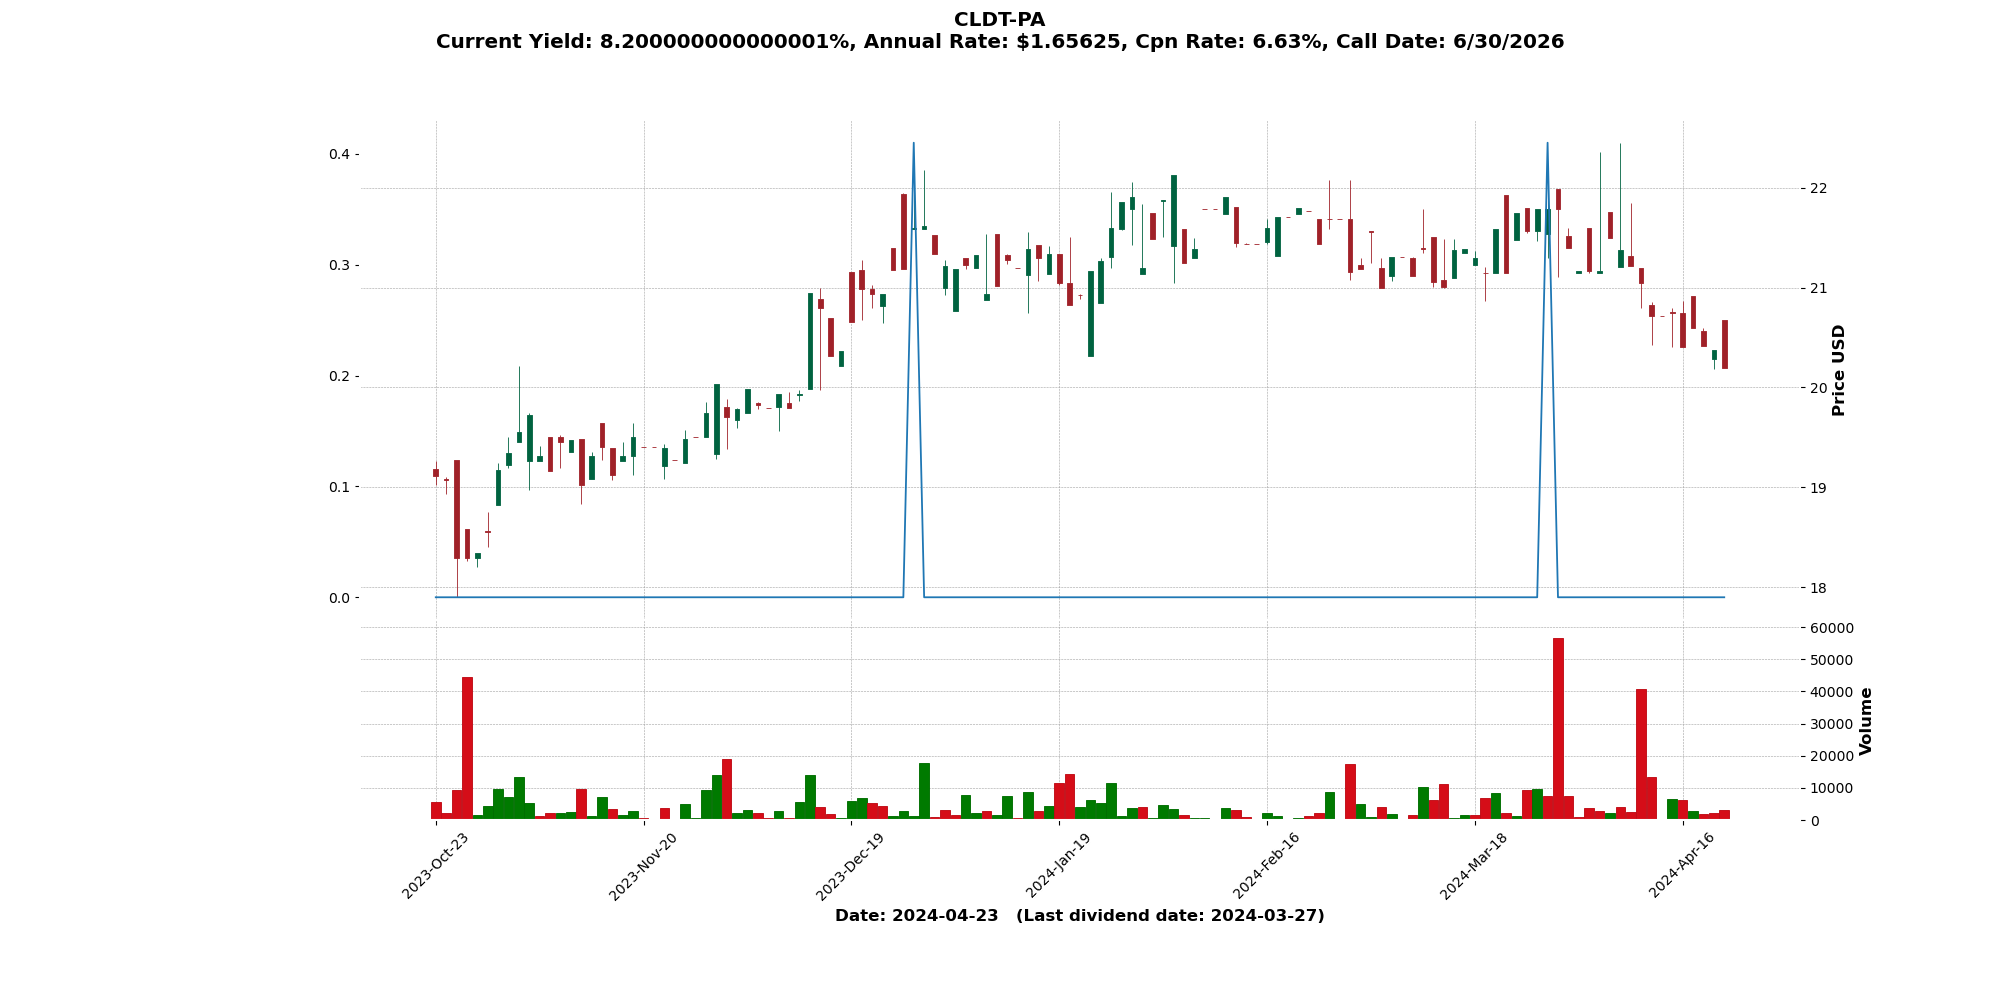 CLDT-PA
Current Yield: 8.200000000000001%, Annual Rate: $1.65625, Cpn Rate: 6.63%, Call Date: 6/30/2026
0.4
0.3
0.2
0.1
0.0
22
21
20
19
18
Price USD
60000
50000
40000
30000
20000
10000
0
Volume
2023-Oct-23
2023-Nov-20
2023-Dec-19
2024-Jan-19
2024-Feb-16
2024-Mar-18
2024-Apr-16
Date: 2024-04-23 (Last dividend date: 2024-03-27)